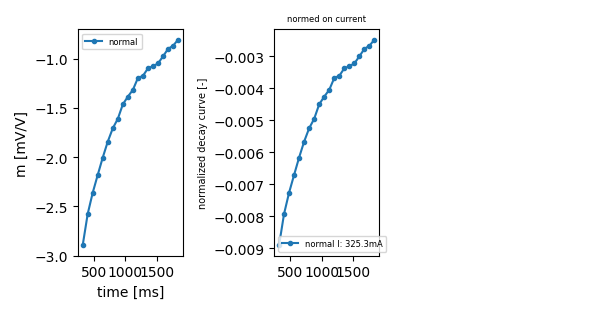 normed on current
normal
m [mV/V]
−1.0
−1.5
−2.0
−2.5
−3.0
500 1000 1500
time [ms]
normalized decay curve [-]
−0.003
−0.004
−0.005
−0.006
−0.007
−0.008
−0.009
normal I: 325.3mA
500 1000 1500